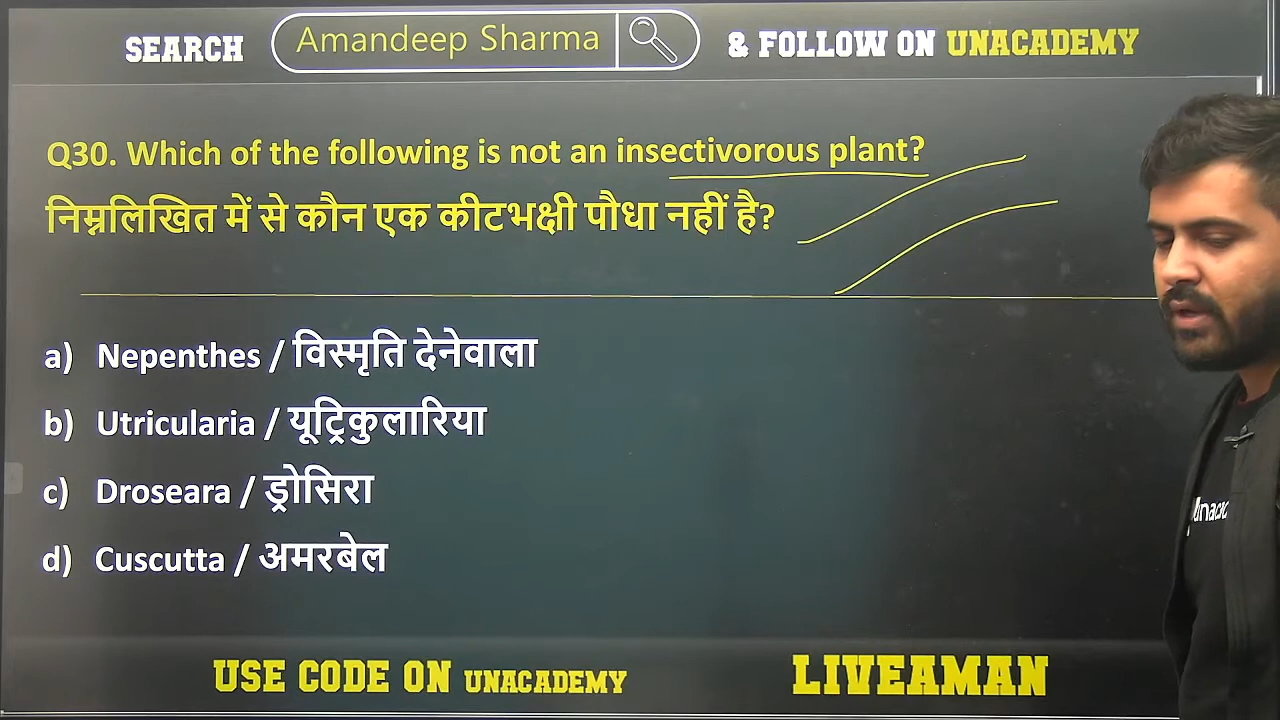 SEARCH Amandeep Sharma & FOLLOW ON UNACADEMY
Q30. Which of the following is not an insectivorous plant?
निम्नलिखित में से कौन एक कीटभक्षी पौधा नहीं है?
a) Nepenthes / विस्मृति देनेवाला
b) Utricularia / यूट्रिकुलारिया
c) Droseara / ड्रोसिरा
d) Cuscutta / अमरबेल
USE CODE ON UNACADEMY LIVEAMAN